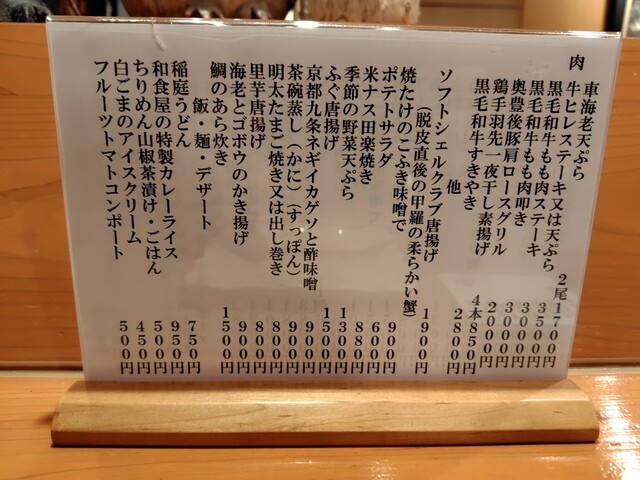 車海老天ぷら 2尾1700円
肉
牛ヒレステーキ又は天ぷら 3500円
黒毛和牛もも肉ステーキ 3000円
黒毛和牛もも肉叩き 3000円
奥豊後豚肩ロースグリル 2000円
鶏手羽先一夜干し素揚げ 4本850円
黒毛和牛すきやき 2800円
他
ソフトシェルクラブ唐揚げ 1900円
(脱皮直後の甲羅の柔らかい蟹)
焼たけのこふき味噌で 900円
ポテトサラダ 600円
米ナス田楽焼き 800円
季節の野菜天ぷら 1300円
ふぐ唐揚げ 1500円
京都九条ネギイカゲソと酢味噌 900円
茶碗蒸し(かに)(すっぽん) 900円
明太たまご焼き又は出し巻き 800円
里芋唐揚げ 800円
海老とゴボウのかき揚げ 900円
鯛のあら炊き 1500円
飯・麺・デザート
稲庭うどん 750円
和食屋の特製カレーライス 950円
ちりめん山椒茶漬け・ごはん 500円
白ごまのアイスクリーム 450円
フルーツトマトコンポート 500円